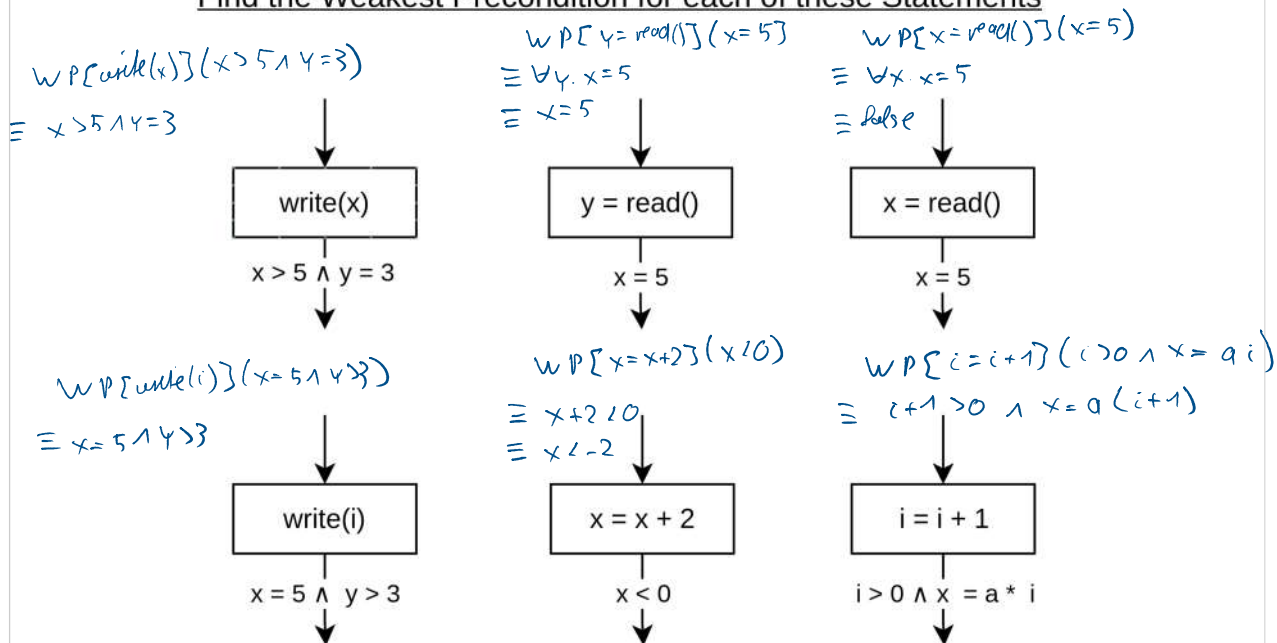 Find the Weakest Precondition for each of these Statements
WP[write(x)](x>5∧y=3)
≡ x>5∧y=3
write(x)
x > 5 ∧ y = 3
WP[y=read()](x=5]
≡ ∀y. x=5
≡ x=5
y = read()
x = 5
WP[x=read()](x=5)
≡ ∀x. x=5
≡ false
x = read()
x = 5
WP[write(i)](x=5∧y>3)
≡ x=5∧y>3
write(i)
x = 5 ∧ y > 3
WP[x=x+2](x<0)
≡ x+2<0
≡ x<-2
x = x + 2
x < 0
WP[i=i+1](i>0 ∧ x= a i)
≡ i+1>0 ∧ x=a(i+1)
i = i + 1
i > 0 ∧ x = a * i